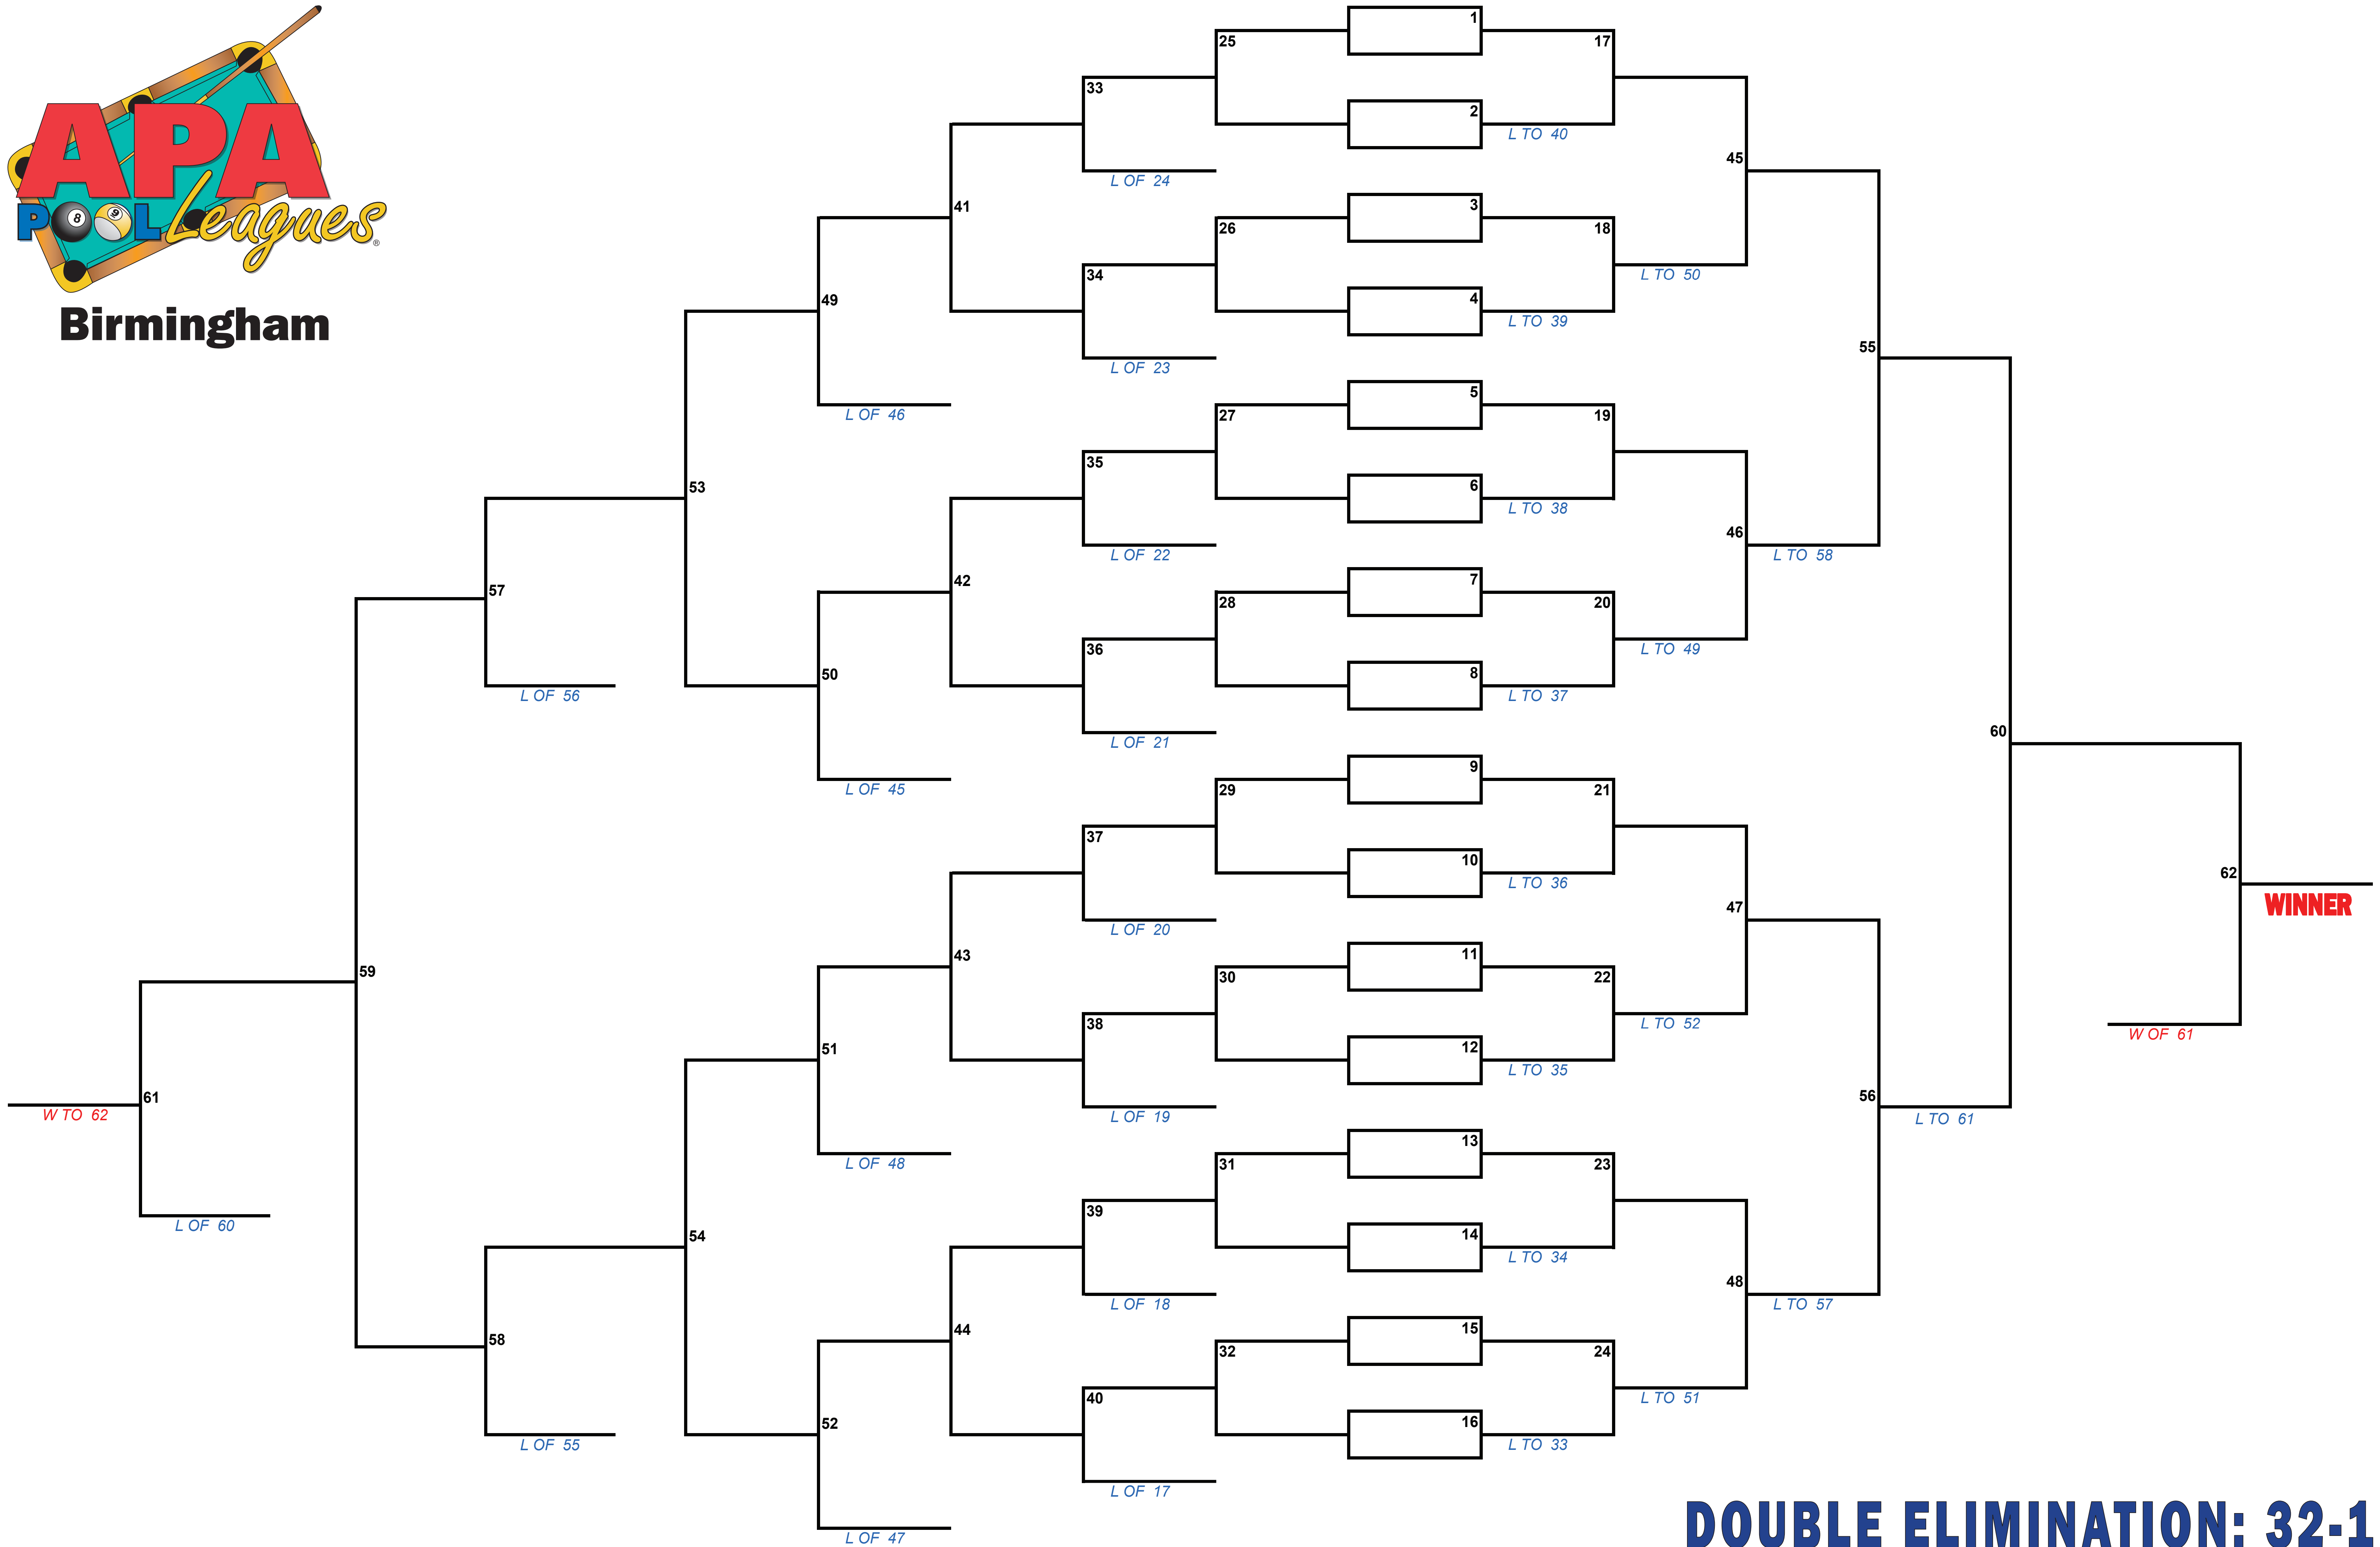 APA
POOL Leagues®
8
9
Birmingham
1
25
17
33
2
L TO 40
45
L OF 24
3
41
26
18
34
L TO 50
4
49
L TO 39
55
L OF 23
5
27
19
L OF 46
35
6
53
L TO 38
46
L OF 22
L TO 58
7
42
57
28
20
36
L TO 49
8
50
L OF 56
L TO 37
60
L OF 21
9
L OF 45
29
21
37
10
62
L TO 36
WINNER
47
L OF 20
11
43
59
30
22
38
L TO 52
W OF 61
12
51
L TO 35
56
61
W TO 62
L OF 19
L TO 61
13
L OF 48
31
23
39
L OF 60
14
54
L TO 34
48
L OF 18
L TO 57
15
44
58
32
24
40
L TO 51
16
52
L OF 55
L TO 33
L OF 17
DOUBLE ELIMINATION: 32-1
L OF 47